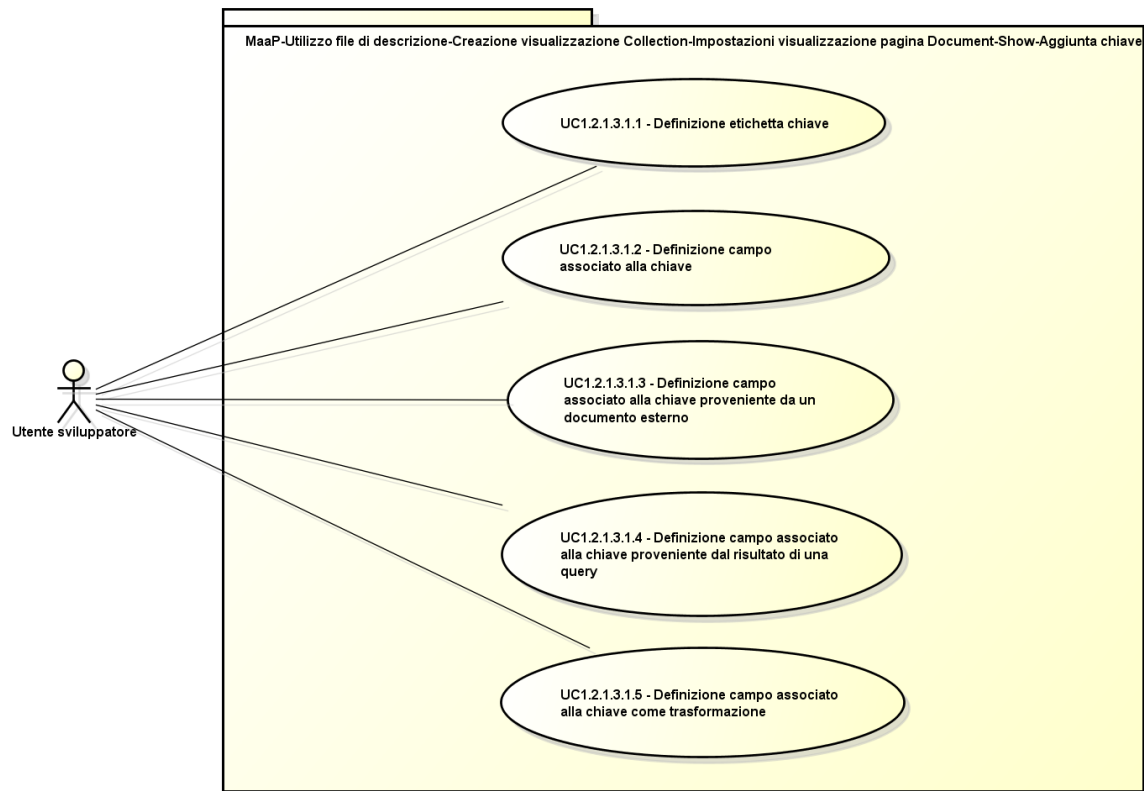 MaaP-Utilizzo file di descrizione-Creazione visualizzazione Collection-Impostazioni visualizzazione pagina Document-Show-Aggiunta chiave
UC1.2.1.3.1.1 - Definizione etichetta chiave
UC1.2.1.3.1.2 - Definizione campo
associato alla chiave
UC1.2.1.3.1.3 - Definizione campo
associato alla chiave proveniente da un
documento esterno
Utente sviluppatore
UC1.2.1.3.1.4 - Definizione campo associato
alla chiave proveniente dal risultato di una
query
UC1.2.1.3.1.5 - Definizione campo associato
alla chiave come trasformazione